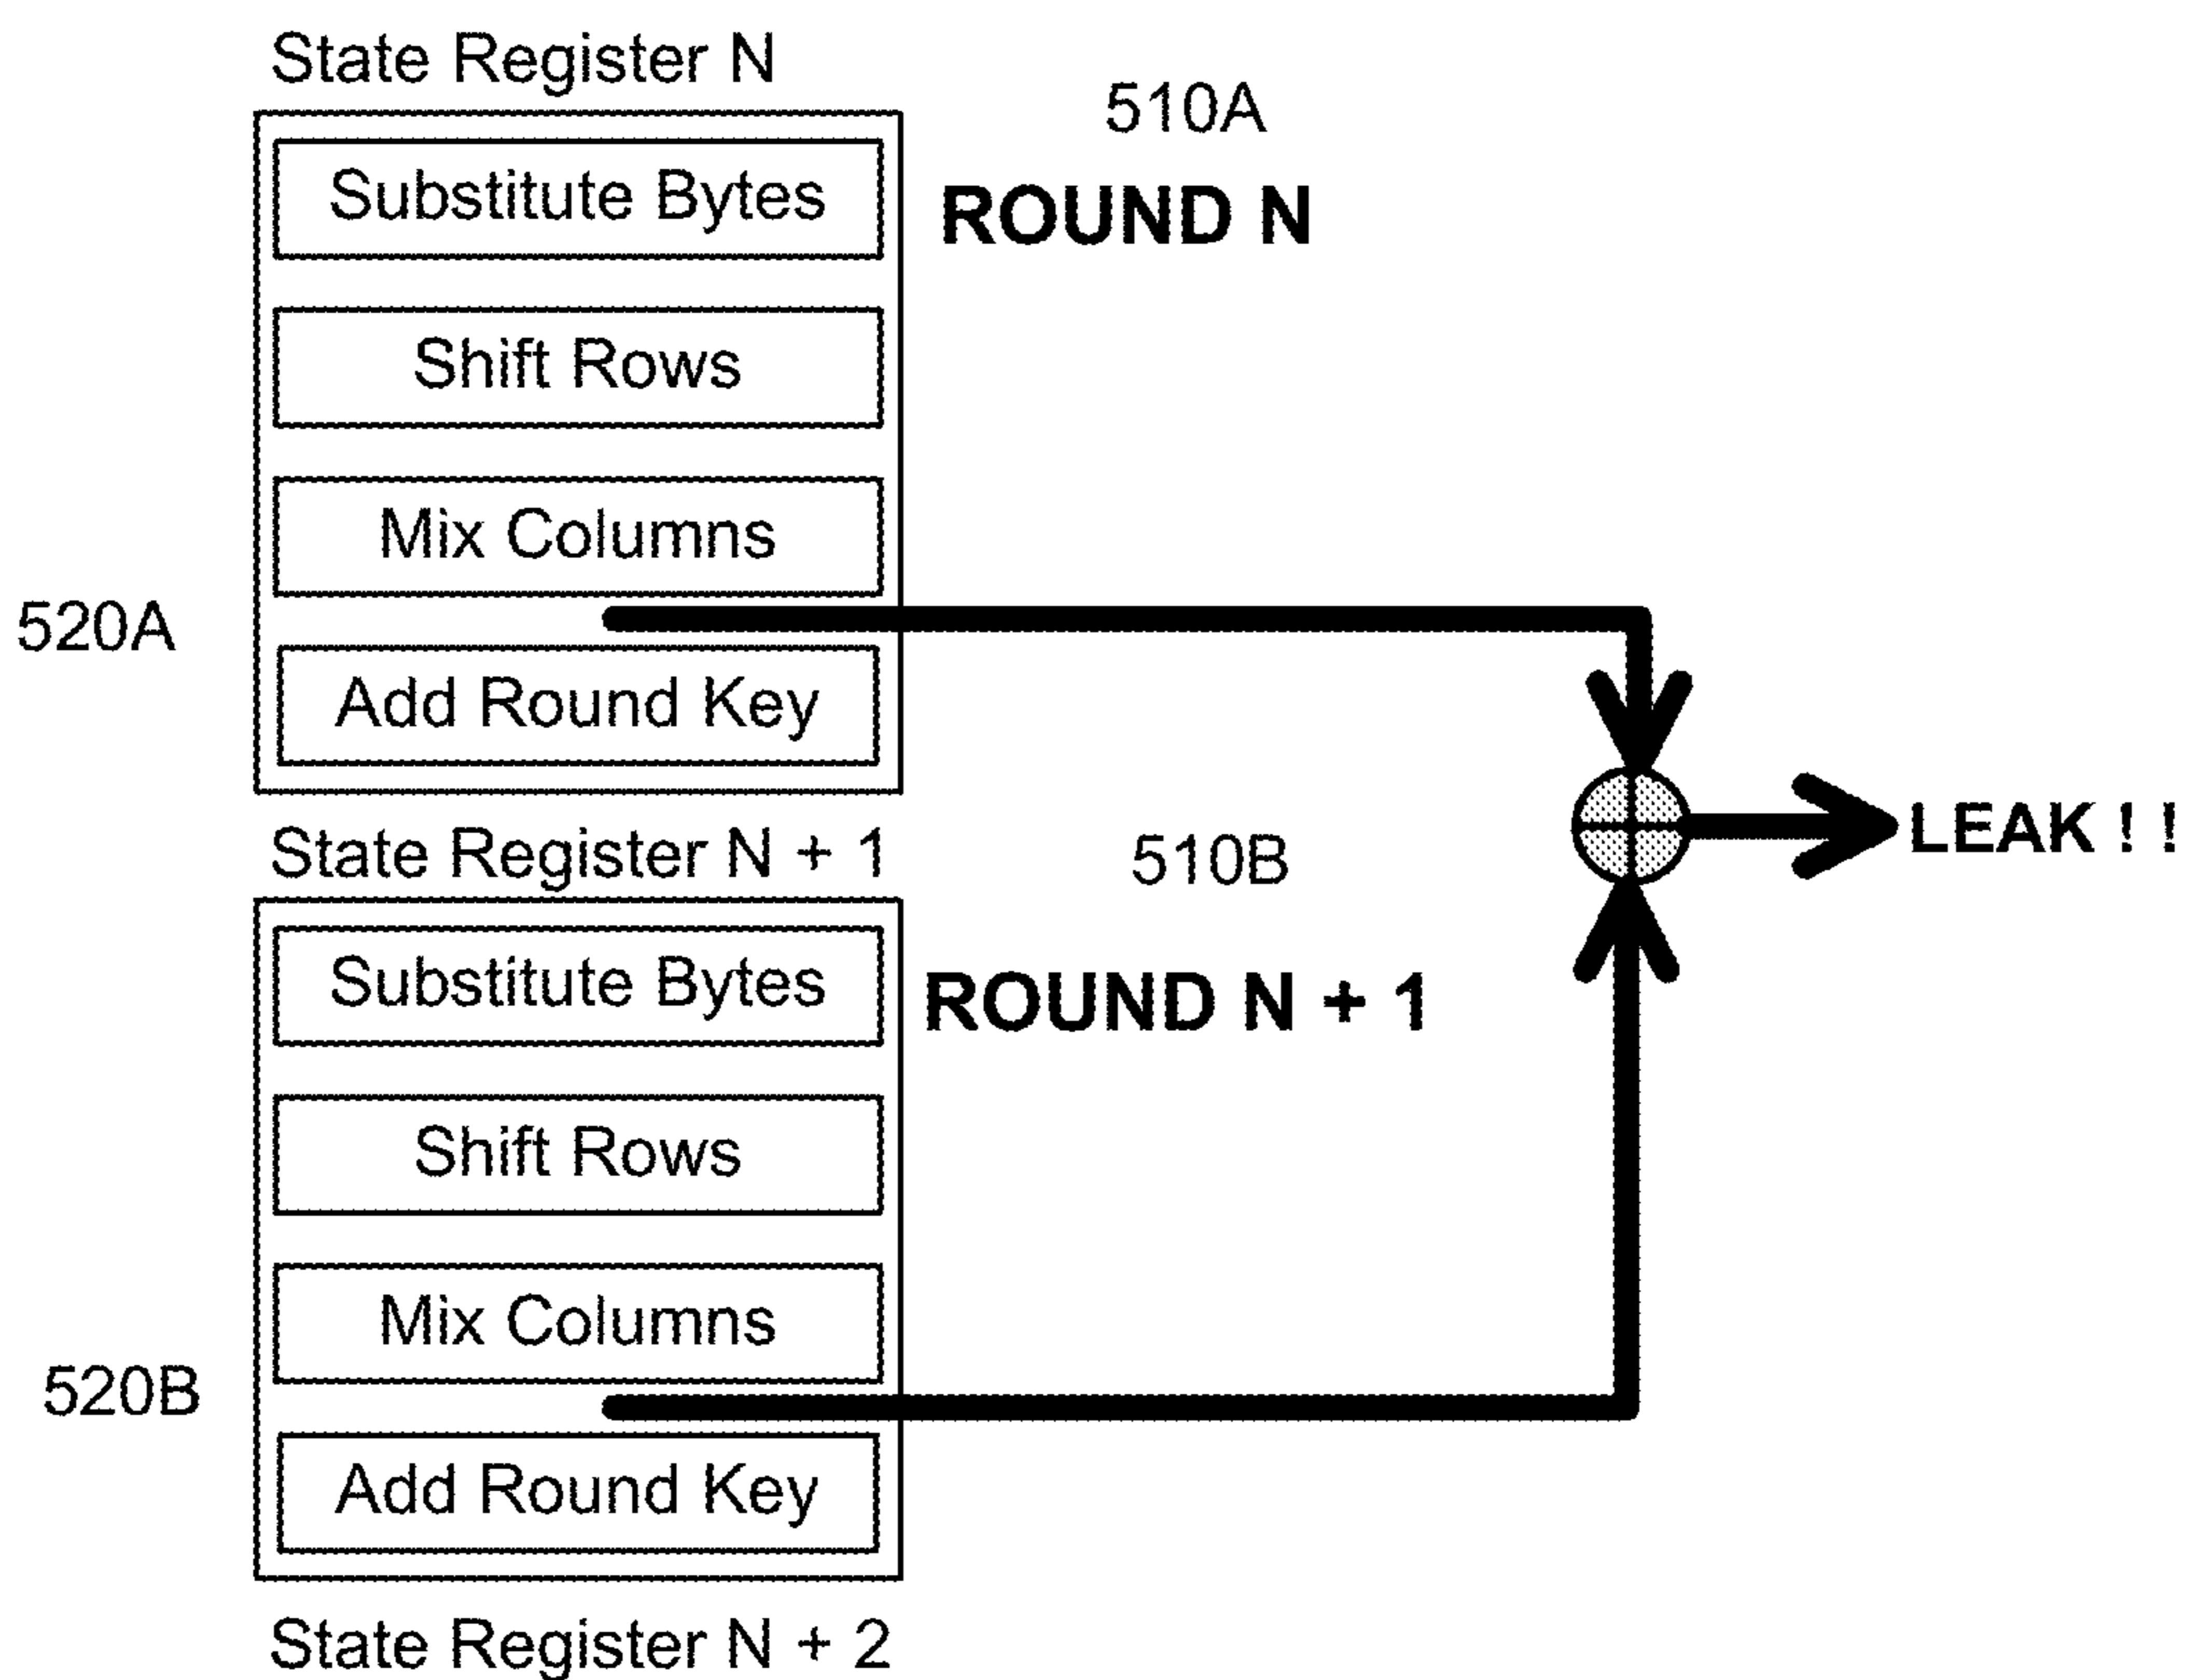 State Register N
510A
Substitute Bytes
ROUND N
Shift Rows
Mix Columns
520A
Add Round Key
LEAK ! !
State Register N + 1
510B
Substitute Bytes
ROUND N + 1
Shift Rows
Mix Columns
520B
Add Round Key
State Register N + 2